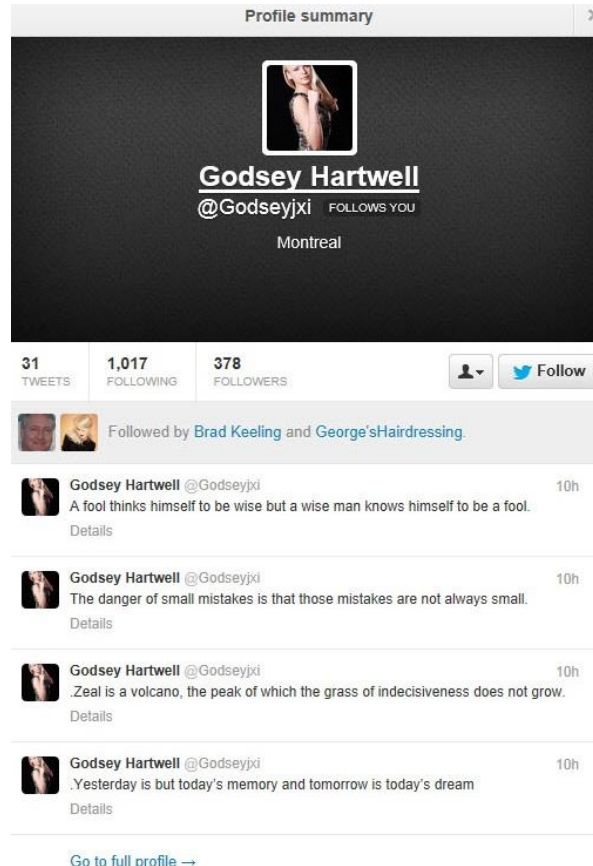 Profile summary
Godsey Hartwell
@Godseyjxi FOLLOWS YOU
Montreal
31 1,017 378
TWEETS FOLLOWING FOLLOWERS
Follow
Followed by Brad Keeling and George'sHairdressing.
Godsey Hartwell @Godseyjxi 10h
A fool thinks himself to be wise but a wise man knows himself to be a fool.
Details
Godsey Hartwell @Godseyjxi 10h
The danger of small mistakes is that those mistakes are not always small.
Details
Godsey Hartwell @Godseyjxi 10h
.Zeal is a volcano, the peak of which the grass of indecisiveness does not grow.
Details
Godsey Hartwell @Godseyjxi 10h
.Yesterday is but today's memory and tomorrow is today's dream
Details
Go to full profile →